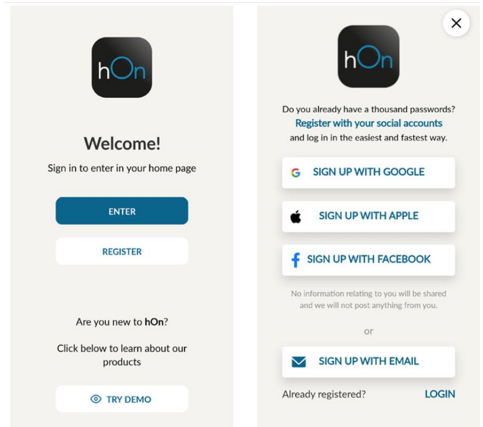 hOn
Welcome!
Sign in to enter in your home page
ENTER
REGISTER
Are you new to hOn?
Click below to learn about our
products
TRY DEMO
hOn
Do you already have a thousand passwords?
Register with your social accounts
and log in in the easiest and fastest way.
SIGN UP WITH GOOGLE
SIGN UP WITH APPLE
SIGN UP WITH FACEBOOK
No information relating to you will be shared
and we will not post anything from you.
or
SIGN UP WITH EMAIL
Already registered?
LOGIN